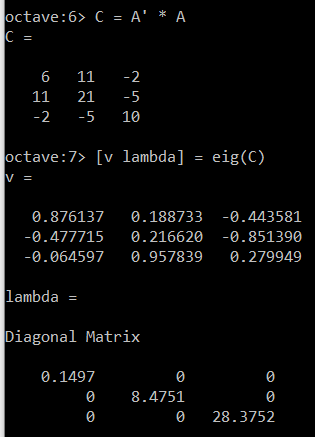 octave:6> C = A' * A
C =
6 11 -2
11 21 -5
-2 -5 10
octave:7> [v lambda] = eig(C)
v =
0.876137 0.188733 -0.443581
-0.477715 0.216620 -0.851390
-0.064597 0.957839 0.279949
lambda =
Diagonal Matrix
0.1497 0 0
0 8.4751 0
0 0 28.3752